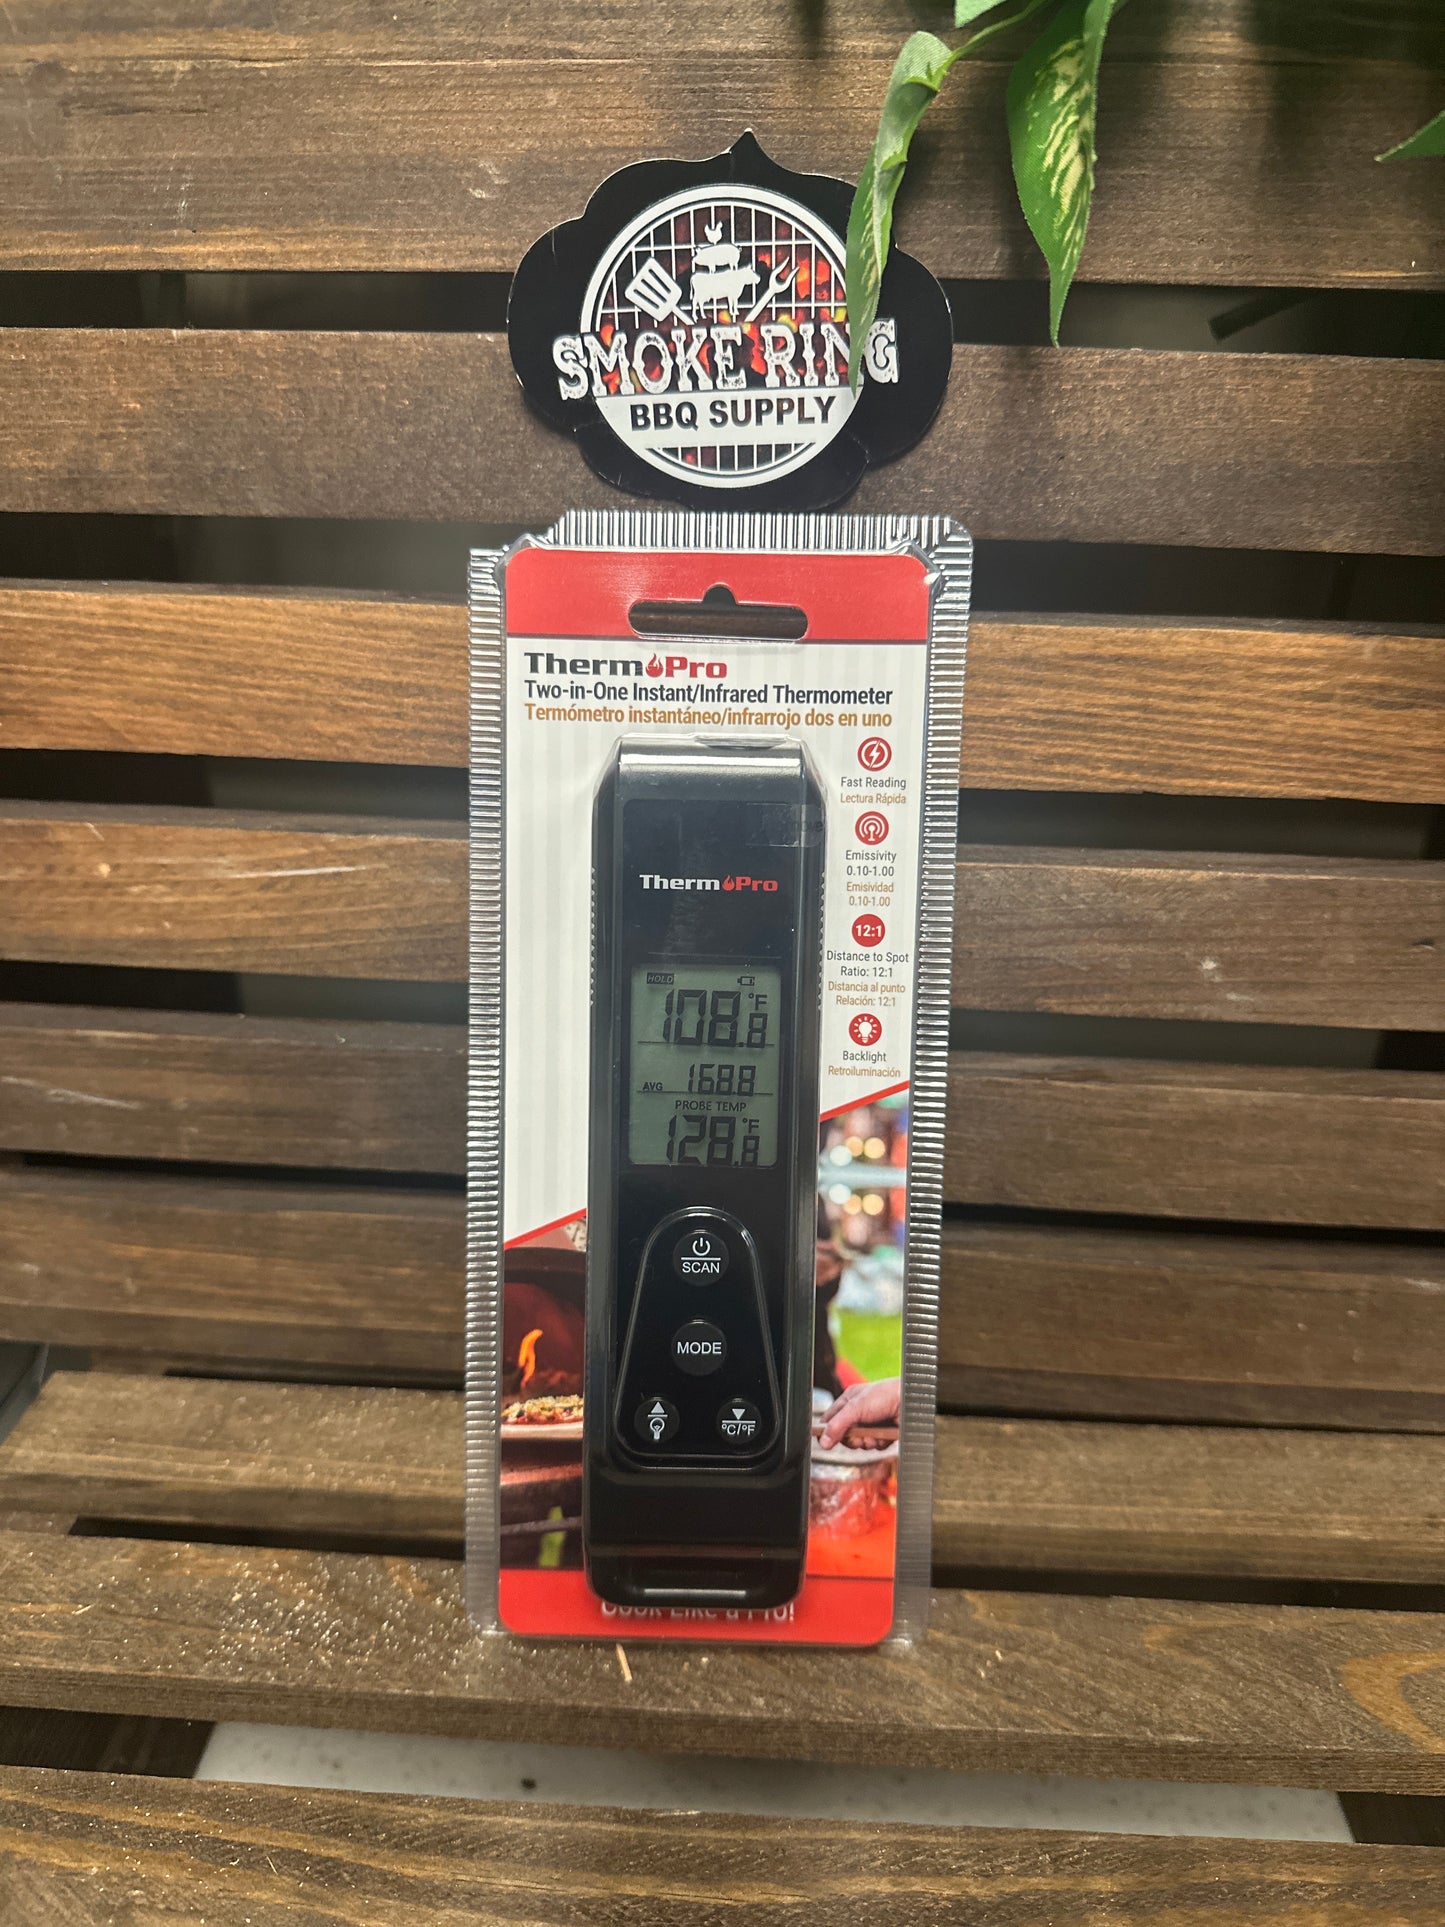 SMOKE RING
BBQ SUPPLY
ThermoPro
Two-in-One Instant/Infrared Thermometer
Termómetro instantáneo/infrarrojo dos en uno
Fast Reading
Lectura Rápida
Emissivity
0.10-1.00
Emisividad
0.10-1.00
12:1
Distance to Spot
Ratio: 12:1
Distancia al punto
Relación: 12:1
Backlight
Retroiluminación
ThermoPro
HOLD
108.8 °F
AVG 168.8
PROBE TEMP
128.8 °F
SCAN
MODE
°C/°F
Cook Like a Pro!